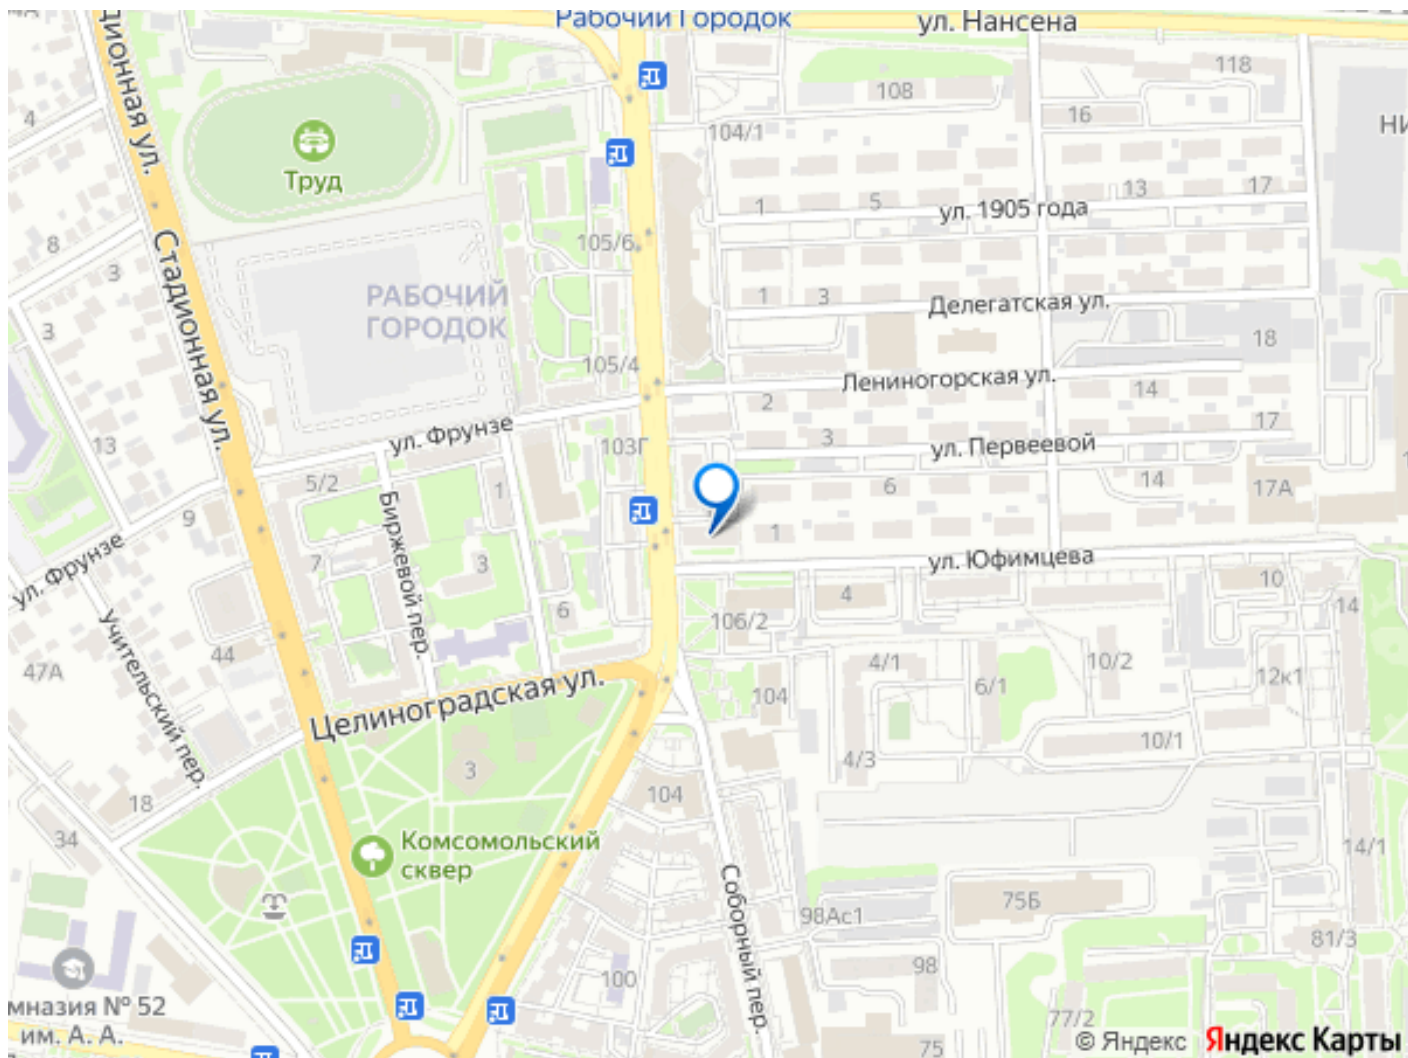 Рабочий Городок
ул. Нансена
118
108
16
4
104/1
Труд
13
17
5
1
ул. 1905 года
Стадионная ул.
8
3
105/6
РАБОЧИЙ
ГОРОДОК
1
3
Делегатская ул.
3
18
105/4
Лениногорская ул.
14
2
17
ул. Фрунзе
13
103Г
3
ул. Первеевой
5/2
1
6
14
17А
9
Биржевой пер.
1
ул. Фрунзе
7
3
ул. Юфимцева
10
4
14
6
106/2
Учительский пер.
44
47А
4/1
10/2
6/1
12к1
Целиноградская ул.
104
10/1
4/3
3
18
104
34
Комсомольский
сквер
14/1
Соборный пер.
75Б
98Ас1
81/3
98
100
мназия № 52
им. А. А.
77/2
75
© Яндекс
Яндекс Карты